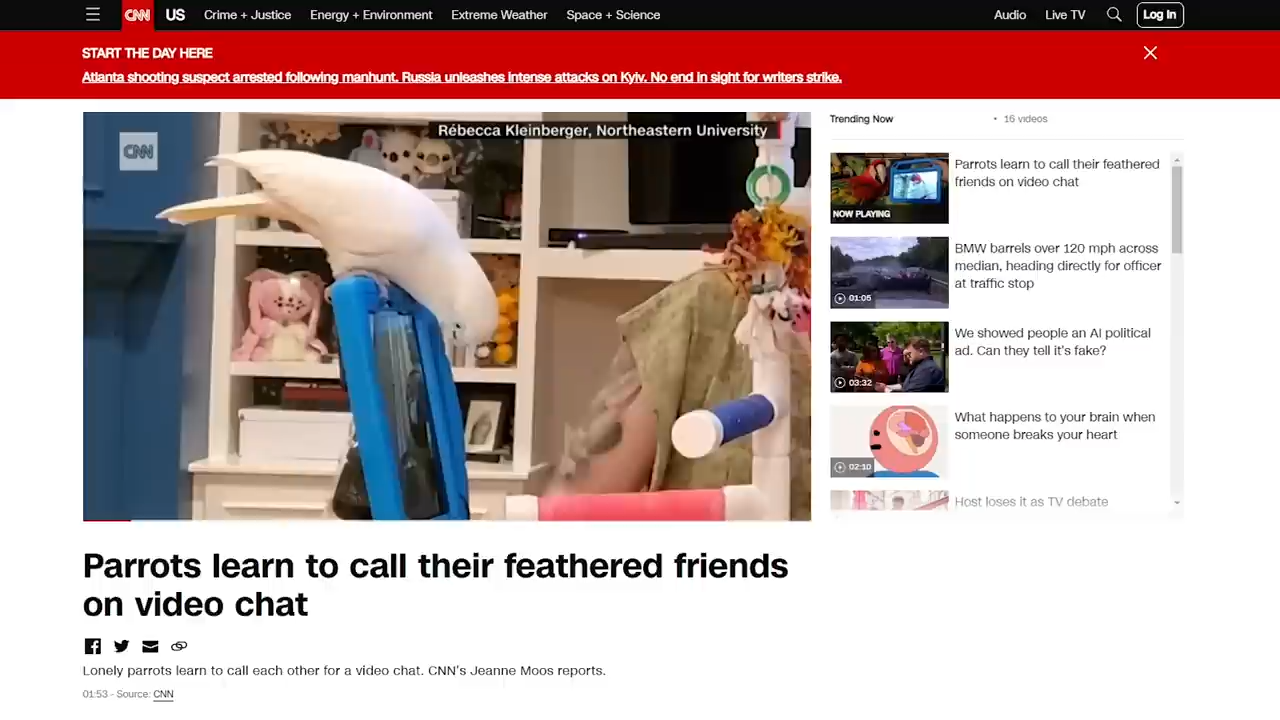 CNN US Crime + Justice Energy + Environment Extreme Weather Space + Science Audio Live TV Log In
START THE DAY HERE
Atlanta shooting suspect arrested following manhunt. Russia unleashes intense attacks on Kyiv. No end in sight for writers strike.
CNN
Rébecca Kleinberger, Northeastern University
Trending Now • 16 videos
NOW PLAYING
Parrots learn to call their feathered
friends on video chat
01:05
BMW barrels over 120 mph across
median, heading directly for officer
at traffic stop
03:32
We showed people an AI political
ad. Can they tell it's fake?
02:10
What happens to your brain when
someone breaks your heart
Host loses it as TV debate
Parrots learn to call their feathered friends
on video chat
Lonely parrots learn to call each other for a video chat. CNN's Jeanne Moos reports.
01:53 - Source: CNN